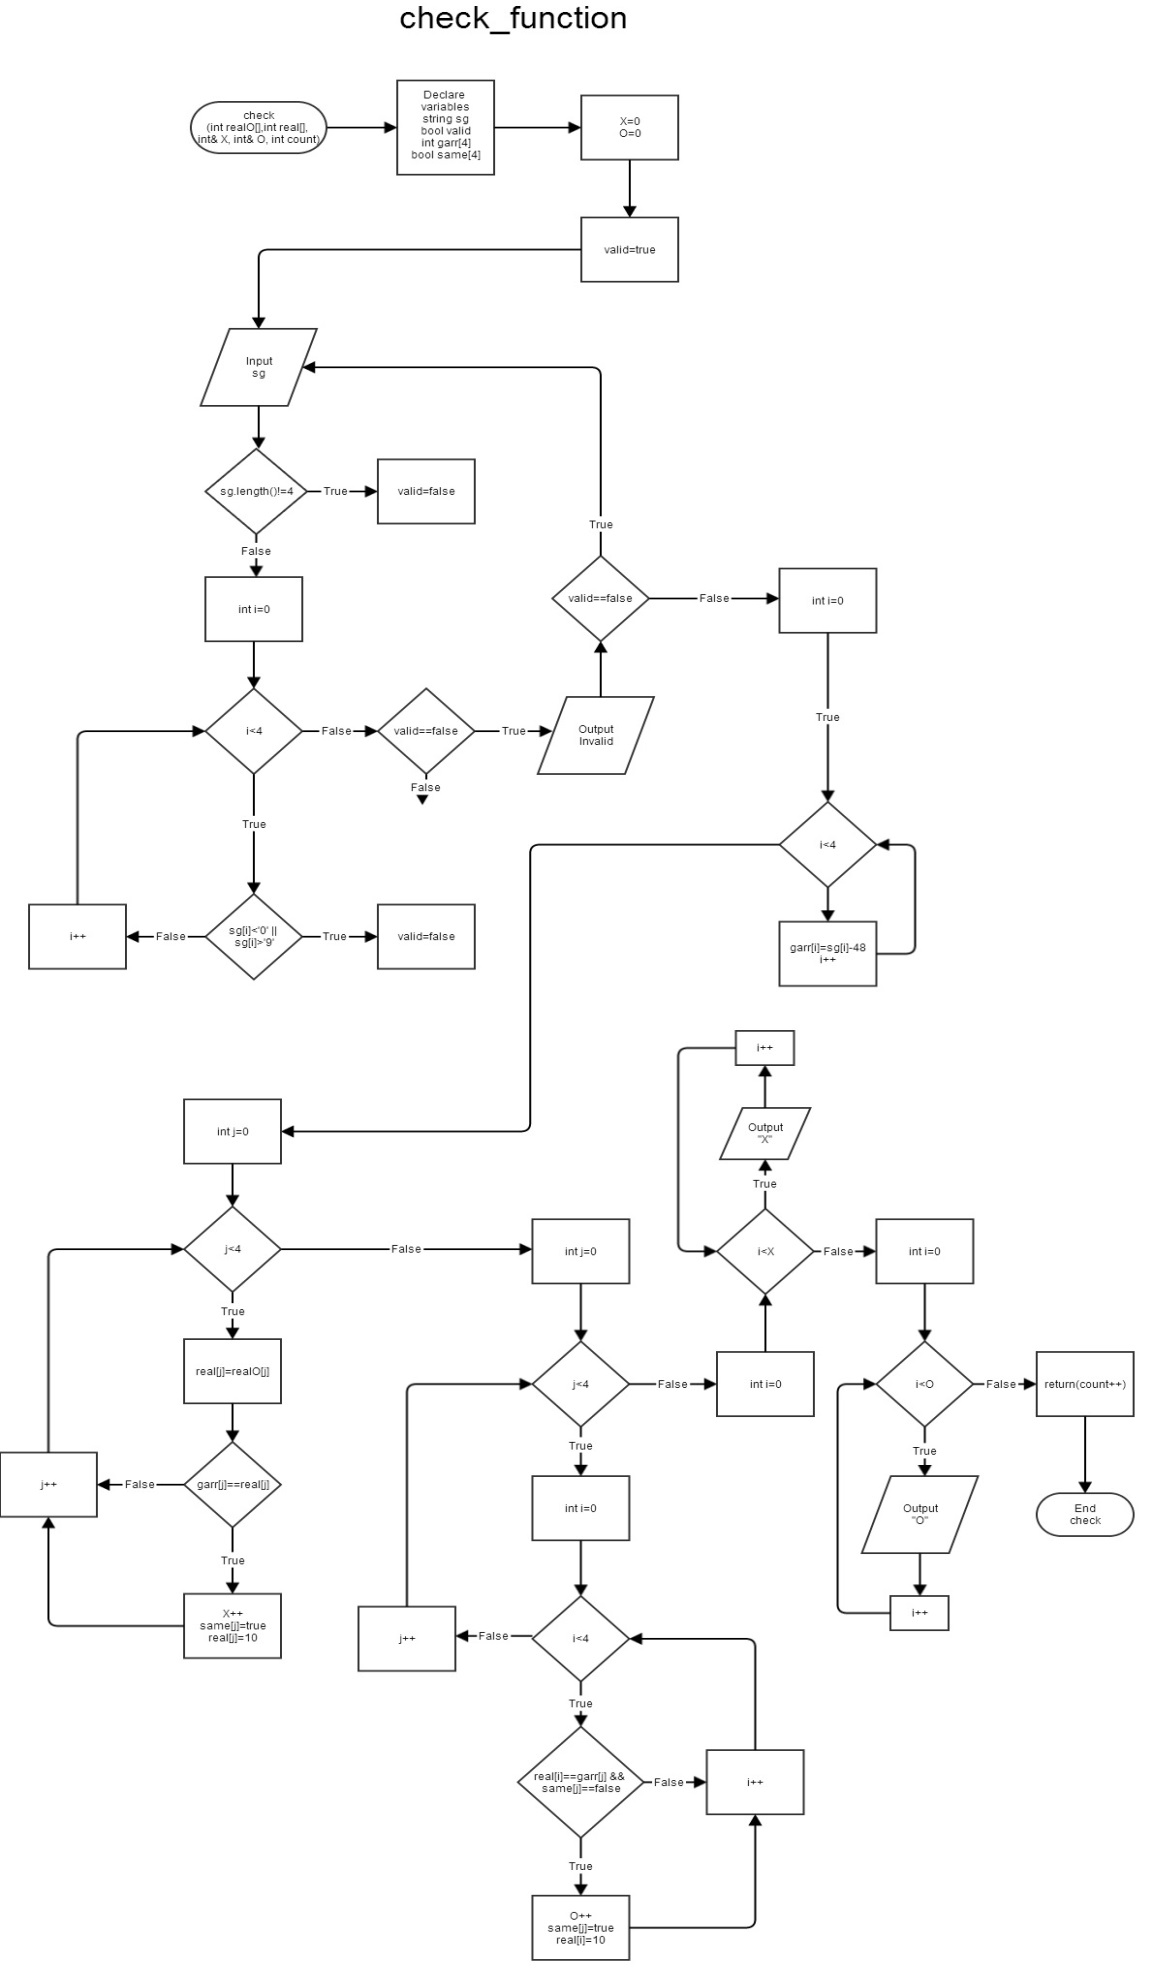 check_function
check
(int realO[],int real[],
int& X, int& O, int count)
Declare
variables
string sg
bool valid
int garr[4]
bool same[4]
X=0
O=0
valid=true
Input
sg
sg.length()!=4
True
valid=false
False
int i=0
i<4
False
valid==false
True
Output
Invalid
False
valid==false
True
False
int i=0
True
i<4
True
sg[i]<'0' ||
sg[i]>'9'
False
i++
True
valid=false
garr[i]=sg[i]-48
i++
int j=0
j<4
False
True
real[j]=realO[j]
garr[j]==real[j]
False
j++
True
X++
same[j]=true
real[j]=10
int j=0
j<4
False
True
int i=0
i<4
False
j++
True
real[i]==garr[j] &&
same[j]==false
False
i++
True
O++
same[j]=true
real[i]=10
int i=0
i<X
True
Output
"X"
i++
False
int i=0
i<O
True
Output
"O"
i++
False
return(count++)
End
check